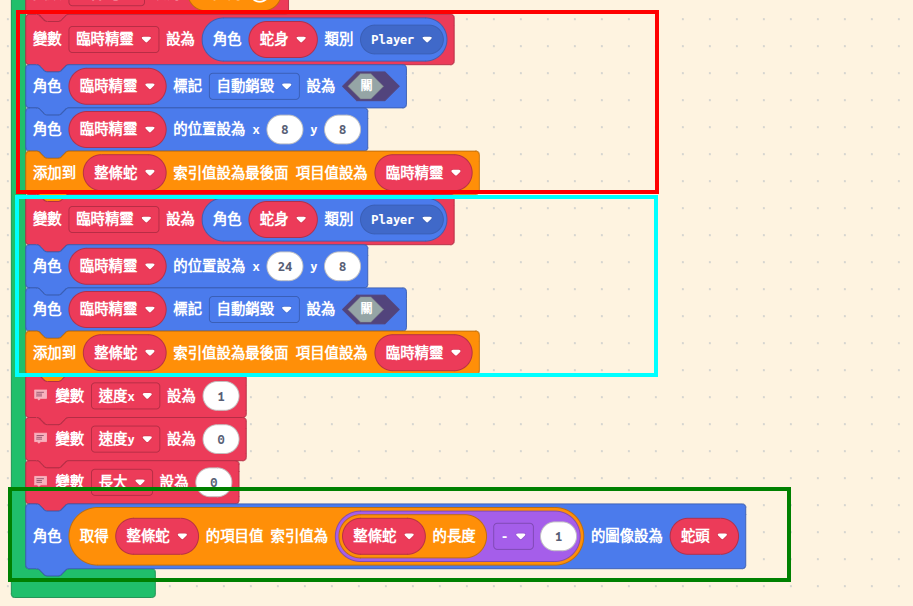 變數 臨時精靈 設為 角色 蛇身 類別 Player
角色 臨時精靈 標記 自動銷毀 設為 關
角色 臨時精靈 的位置設為 x 8 y 8
添加到 整條蛇 索引值設為最後面 項目值設為 臨時精靈
變數 臨時精靈 設為 角色 蛇身 類別 Player
角色 臨時精靈 的位置設為 x 24 y 8
角色 臨時精靈 標記 自動銷毀 設為 關
添加到 整條蛇 索引值設為最後面 項目值設為 臨時精靈
變數 速度x 設為 1
變數 速度y 設為 0
變數 長大 設為 0
角色 取得 整條蛇 的項目值 索引值為 整條蛇 的長度 - 1 的圖像設為 蛇頭